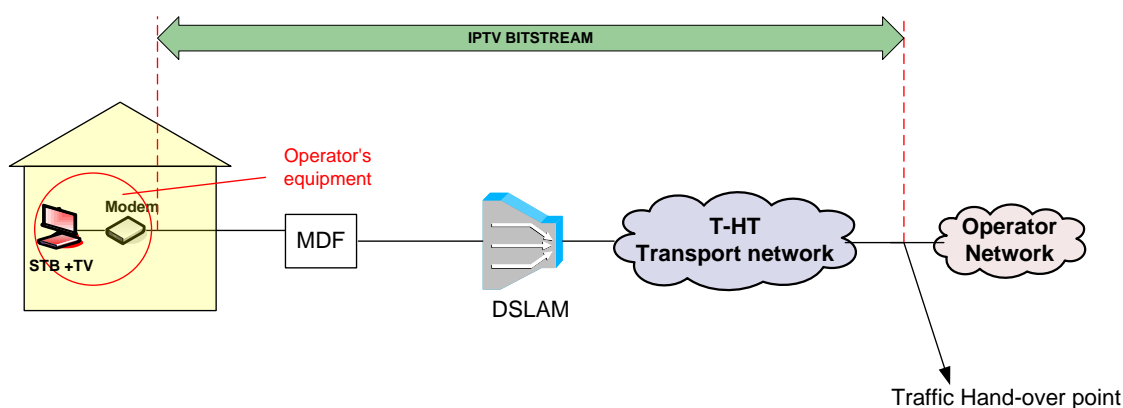 IPTV BITSTREAM
Operator's
equipment
Modem
STB +TV
MDF
DSLAM
T-HT
Transport network
Operator
Network
Traffic Hand-over point